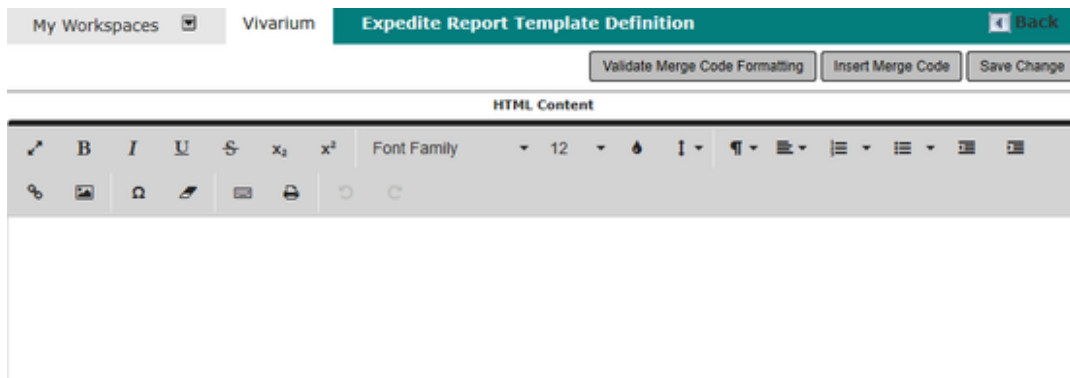 My Workspaces Vivarium Expedite Report Template Definition Back
Validate Merge Code Formatting Insert Merge Code Save Change
HTML Content
B I U S x₂ x² Font Family 12 ¶
Ω